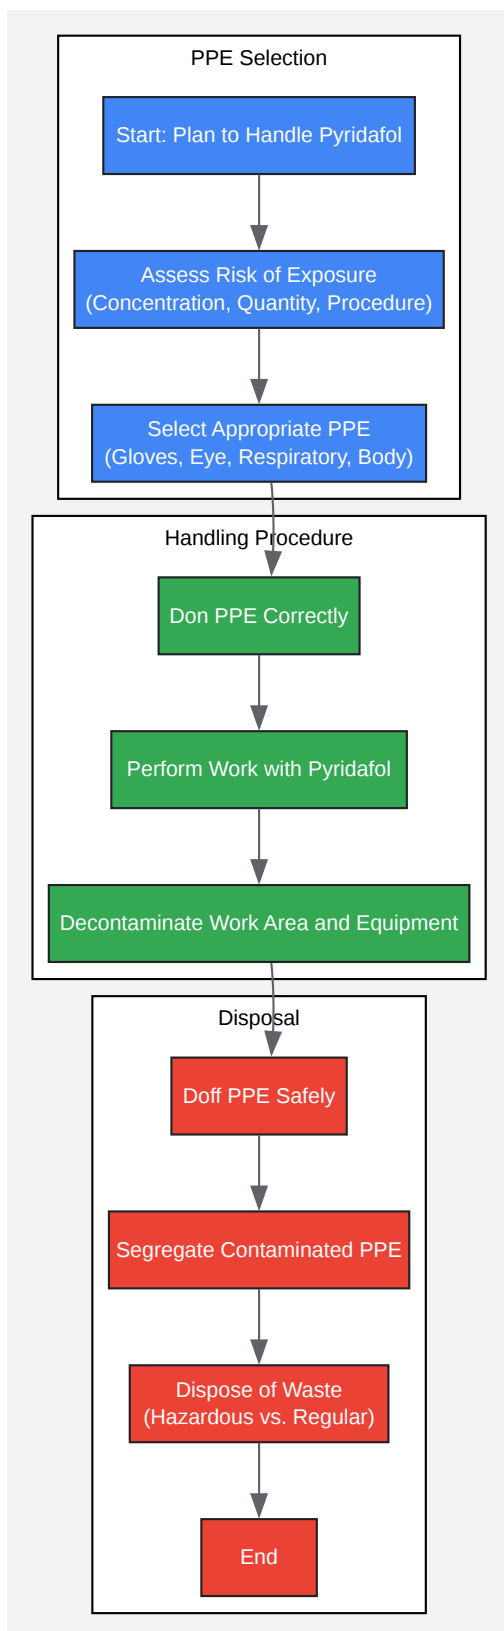 PPE Selection
Start: Plan to Handle Pyridafol
Assess Risk of Exposure
(Concentration, Quantity, Procedure)
Select Appropriate PPE
(Gloves, Eye, Respiratory, Body)
Handling Procedure
Don PPE Correctly
Perform Work with Pyridafol
Decontaminate Work Area and Equipment
Disposal
Doff PPE Safely
Segregate Contaminated PPE
Dispose of Waste
(Hazardous vs. Regular)
End